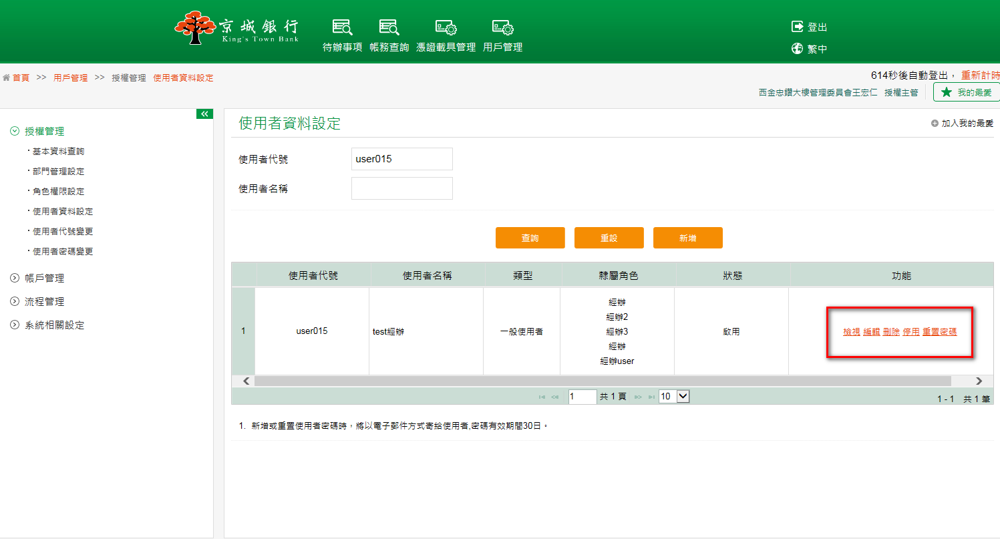 京城銀行
King's Town Bank
待辦事項 帳務查詢 憑證載具管理 用戶管理
登出
繁中
首頁 >> 用戶管理 >> 授權管理 使用者資料設定
614秒後自動登出， 重新計時
西金忠鑽大樓管理委員會王宏仁 授權主管 我的最愛
授權管理
・基本資料查詢
・部門管理設定
・角色權限設定
・使用者資料設定
・使用者代號變更
・使用者密碼變更
帳戶管理
流程管理
系統相關設定
使用者資料設定
加入我的最愛
使用者代號 user015
使用者名稱
查詢 重設 新增
使用者代號 使用者名稱 類型 隸屬角色 狀態 功能
1 user015 test經辦 一般使用者 經辦 啟用 檢視 編輯 刪除 停用 重置密碼
經辦2
經辦3
經辦
經辦user
1 共 1 頁 10 1 - 1 共 1 筆
1. 新增或重置使用者密碼時，將以電子郵件方式寄給使用者,密碼有效期間30日。